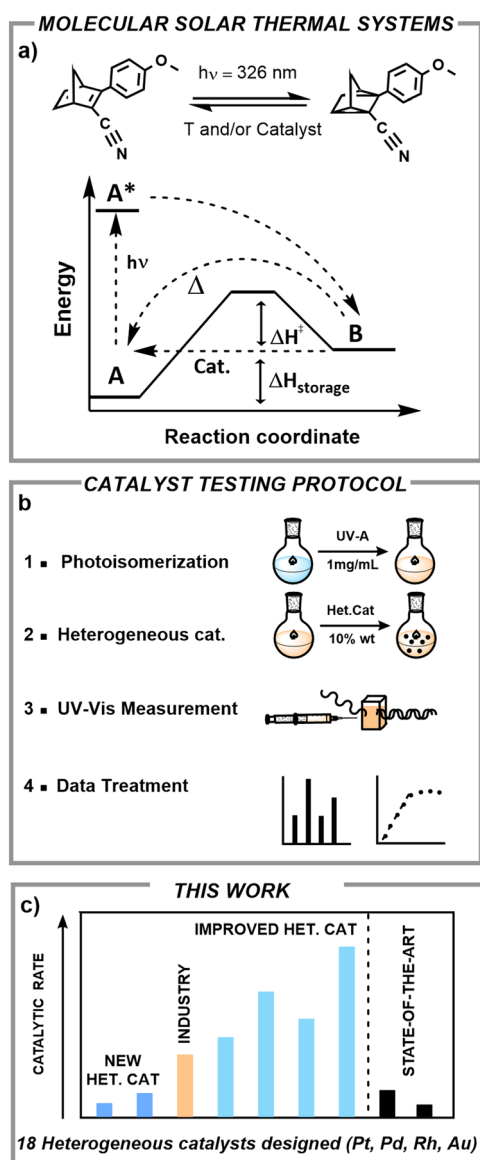 MOLECULAR SOLAR THERMAL SYSTEMS
a)
hν = 326 nm
T and/or Catalyst
O
C
N
O
C
N
A*
hν
Δ
Energy
ΔH‡
B
A
Cat.
ΔHstorage
Reaction coordinate
CATALYST TESTING PROTOCOL
b
1 ▪ Photoisomerization
UV-A
1mg/mL
2 ▪ Heterogeneous cat.
Het.Cat
10% wt
3 ▪ UV-Vis Measurement
4 ▪ Data Treatment
THIS WORK
c)
CATALYTIC RATE
NEW
HET. CAT
INDUSTRY
IMPROVED HET. CAT
STATE-OF-THE-ART
18 Heterogeneous catalysts designed (Pt, Pd, Rh, Au)